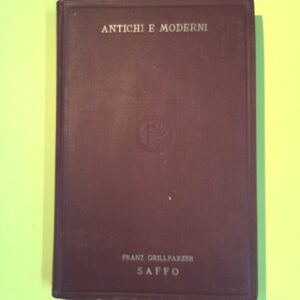 ANTICHI E MODERNI
FRANZ GRILLPARZER
SAFFO